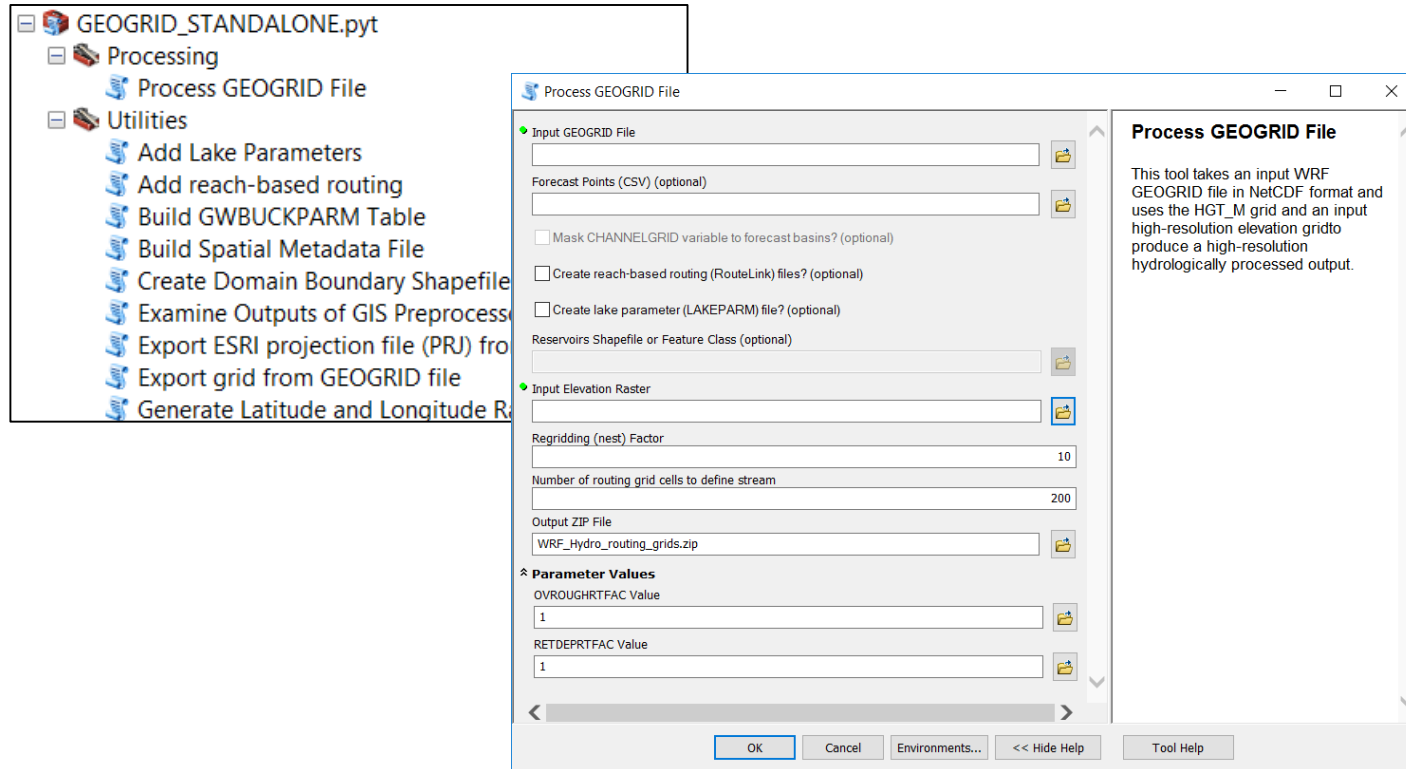 GEOGRID_STANDALONE.pyt
Processing
Process GEOGRID File
Utilities
Add Lake Parameters
Add reach-based routing
Build GWBUCKPARM Table
Build Spatial Metadata File
Create Domain Boundary Shapefile
Examine Outputs of GIS Preprocesse
Export ESRI projection file (PRJ) fro
Export grid from GEOGRID file
Generate Latitude and Longitude Ra
Process GEOGRID File
Input GEOGRID File
Forecast Points (CSV) (optional)
Mask CHANNELGRID variable to forecast basins? (optional)
Create reach-based routing (RouteLink) files? (optional)
Create lake parameter (LAKEPARM) file? (optional)
Reservoirs Shapefile or Feature Class (optional)
Input Elevation Raster
Regridding (nest) Factor
10
Number of routing grid cells to define stream
200
Output ZIP File
WRF_Hydro_routing_grids.zip
Parameter Values
OVROUGHRTFAC Value
1
RETDEPRTFAC Value
1
Process GEOGRID File
This tool takes an input WRF
GEOGRID file in NetCDF format and
uses the HGT_M grid and an input
high-resolution elevation gridto
produce a high-resolution
hydrologically processed output.
OK Cancel Environments... << Hide Help Tool Help